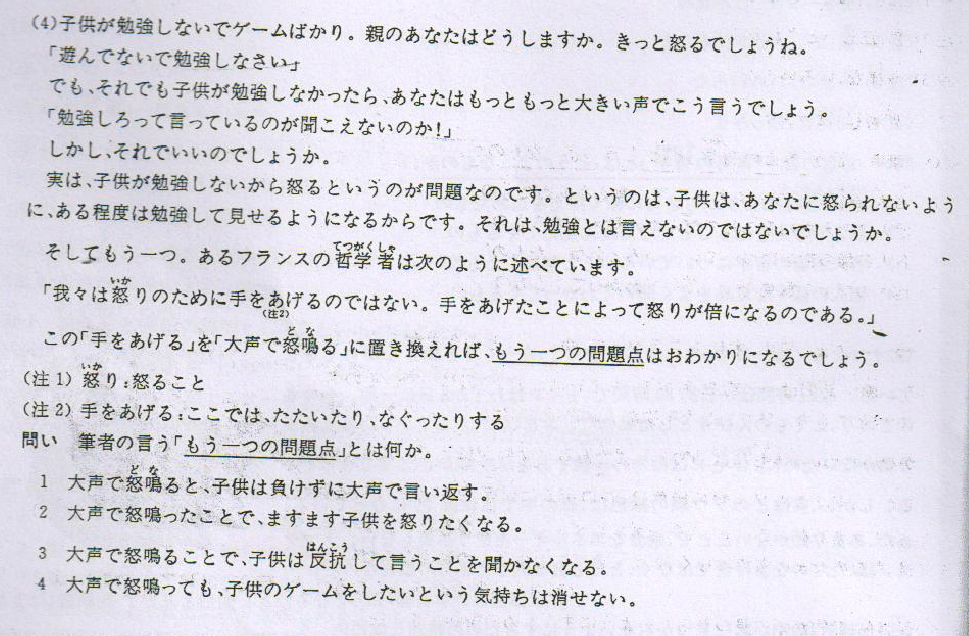 (4)子供が勉強しないでゲームばかり。親のあなたはどうしますか。きっと怒るでしょうね。
「遊んでないで勉強しなさい」
でも、それでも子供が勉強しなかったら、あなたはもっともっと大きい声でこう言うでしょう。
「勉強しろって言っているのが聞こえないのか!」
しかし、それでいいのでしょうか。
実は、子供が勉強しないから怒るというのが問題なのです。というのは、子供は、あなたに怒られないよう
に、ある程度は勉強して見せるようになるからです。それは、勉強とは言えないのではないでしょうか。
そしてもう一つ。あるフランスの哲学者は次のように述べています。
「我々は怒りのために手をあげるのではない。手をあげたことによって怒りが倍になるのである。」
この「手をあげる」を「大声で怒鳴る」に置き換えれば、もう一つの問題点はおわかりになるでしょう。
(注1) 怒り:怒ること
(注2) 手をあげる:ここでは、たたいたり、なぐったりする
問い 筆者の言う「もう一つの問題点」とは何か。
1 大声で怒鳴ると、子供は負けずに大声で言い返す。
2 大声で怒鳴ったことで、ますます子供を怒りたくなる。
3 大声で怒鳴ることで、子供は反抗して言うことを聞かなくなる。
4 大声で怒鳴っても、子供のゲームをしたいという気持ちは消せない。